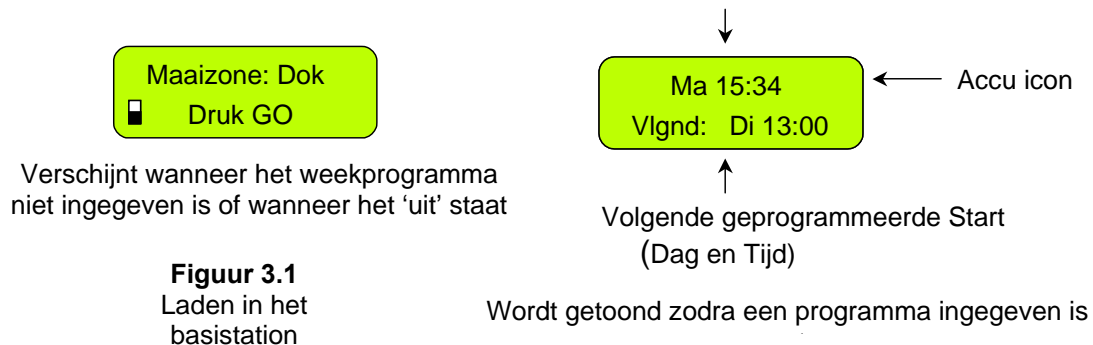 Maaizone: Dok
Druk GO
Verschijnt wanneer het weekprogramma
niet ingegeven is of wanneer het ‘uit’ staat
Figuur 3.1
Laden in het
basistation
Ma 15:34
Vlgnd: Di 13:00
Accu icon
Volgende geprogrammeerde Start
(Dag en Tijd)
Wordt getoond zodra een programma ingegeven is